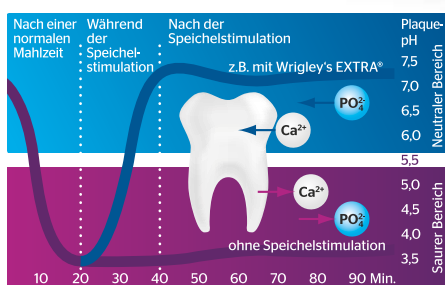 Nach einer
normalen
Mahlzeit
Während
der
Speichel-
stimulation
Nach der
Speichelstimulation
Plaque-
pH
z.B. mit Wrigley's EXTRA®
7,5
7,0
6,5
6,0
5,5
5,0
4,5
4,0
3,5
Neutraler Bereich
Saurer Bereich
PO₄²⁻
Ca²⁺
Ca²⁺
PO₄²⁻
ohne Speichelstimulation
10 20 30 40 50 60 70 80 90 Min.